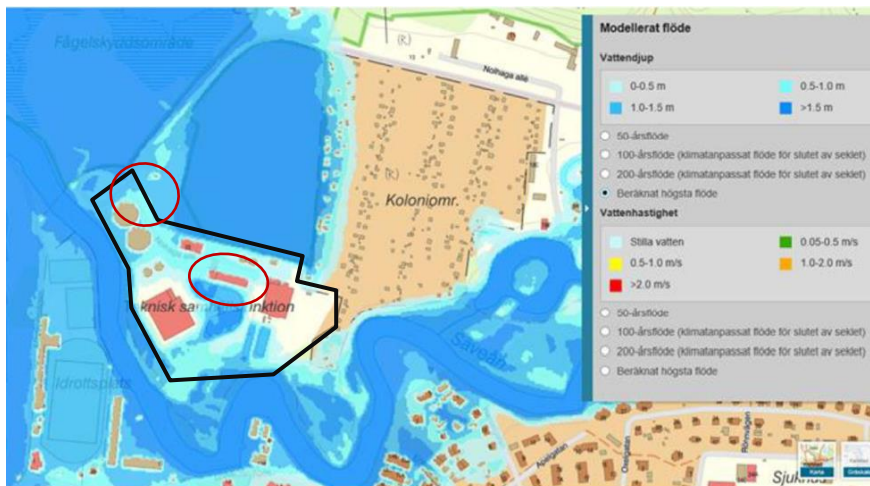 Fågelskyddsområde
(R)
Nolhaga allé
(R)
Koloniomr.
Idrottsplats
Säveån
Apelgatan
Oxelgatan
Rönnvägen
Modellerat flöde
Vattendjup
0-0.5 m
0.5-1.0 m
1.0-1.5 m
>1.5 m
50-årsflöde
100-årsflöde (klimatanpassat flöde för slutet av seklet)
200-årsflöde (klimatanpassat flöde för slutet av seklet)
Beräknat högsta flöde
Vattenhastighet
Stilla vatten
0.05-0.5 m/s
0.5-1.0 m/s
1.0-2.0 m/s
>2.0 m/s
50-årsflöde
100-årsflöde (klimatanpassat flöde för slutet av seklet)
200-årsflöde (klimatanpassat flöde för slutet av seklet)
Beräknat högsta flöde
Karta